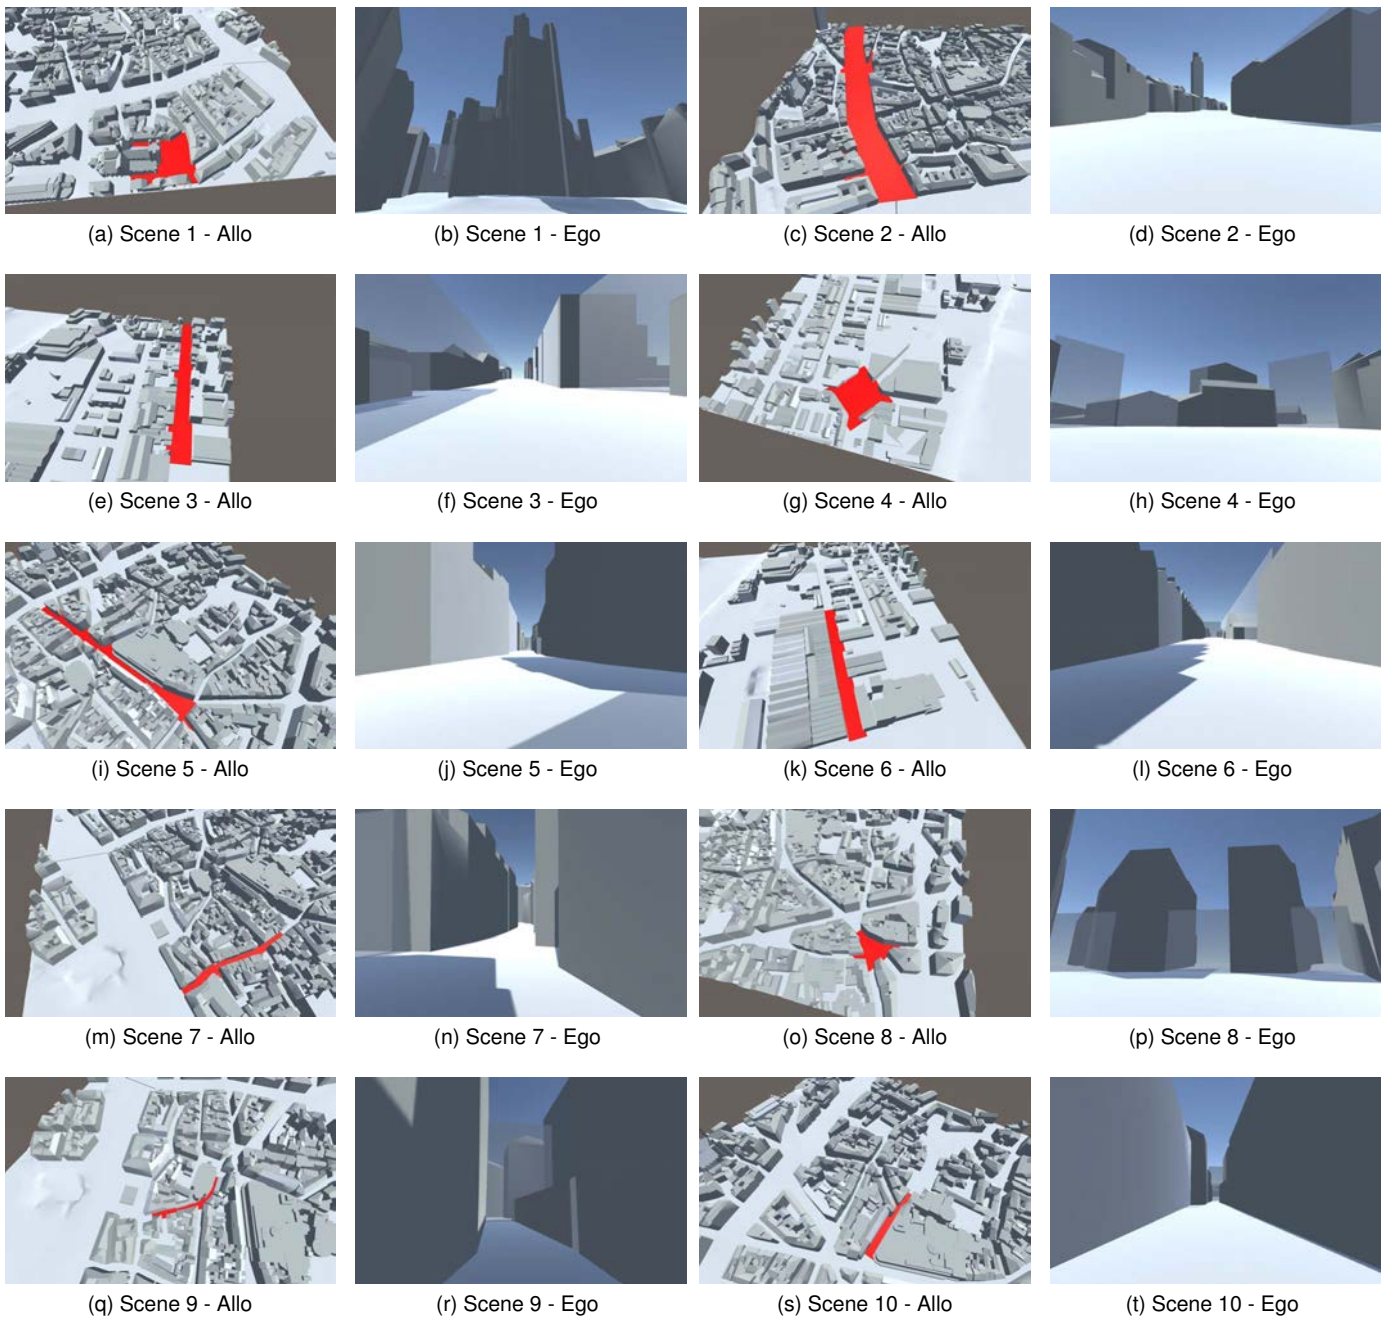 (a) Scene 1 - Allo
(b) Scene 1 - Ego
(c) Scene 2 - Allo
(d) Scene 2 - Ego
(e) Scene 3 - Allo
(f) Scene 3 - Ego
(g) Scene 4 - Allo
(h) Scene 4 - Ego
(i) Scene 5 - Allo
(j) Scene 5 - Ego
(k) Scene 6 - Allo
(l) Scene 6 - Ego
(m) Scene 7 - Allo
(n) Scene 7 - Ego
(o) Scene 8 - Allo
(p) Scene 8 - Ego
(q) Scene 9 - Allo
(r) Scene 9 - Ego
(s) Scene 10 - Allo
(t) Scene 10 - Ego